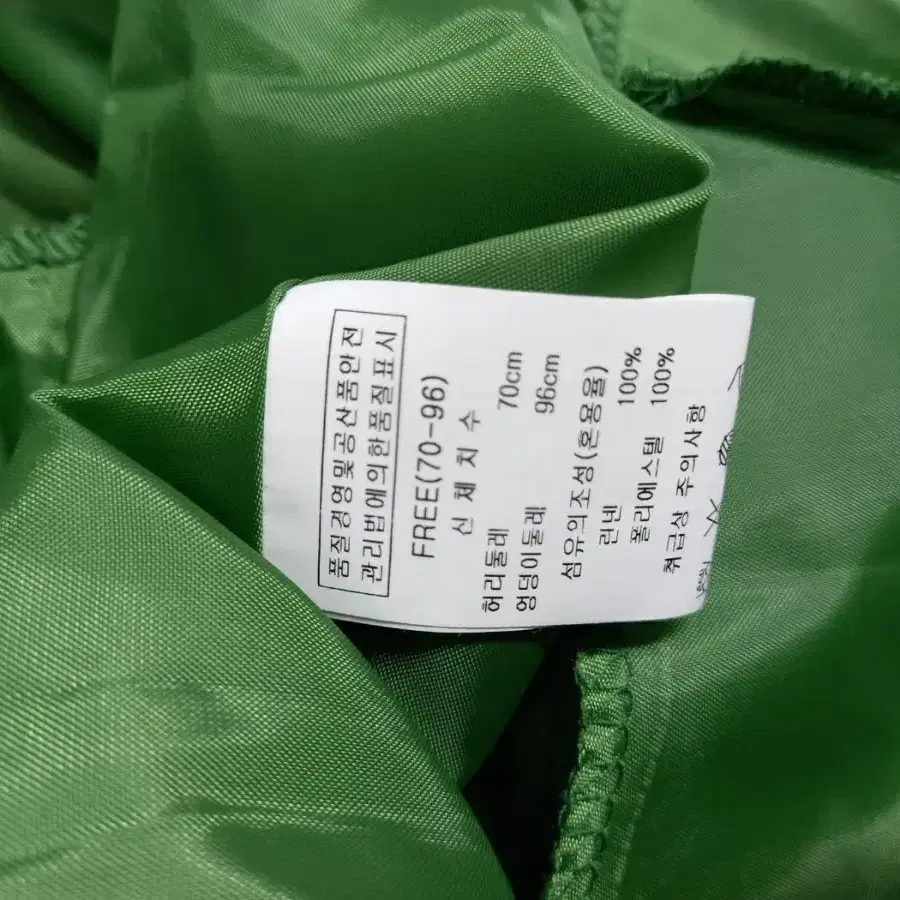 품질경영및공산품안전
관리법에의한품질표시
FREE(70-96)
신 체 치 수
허리둘레 70cm
엉덩이둘레 96cm
섬유의조성(혼용율)
린넨 100%
폴리에스텔 100%
취급상 주의사항